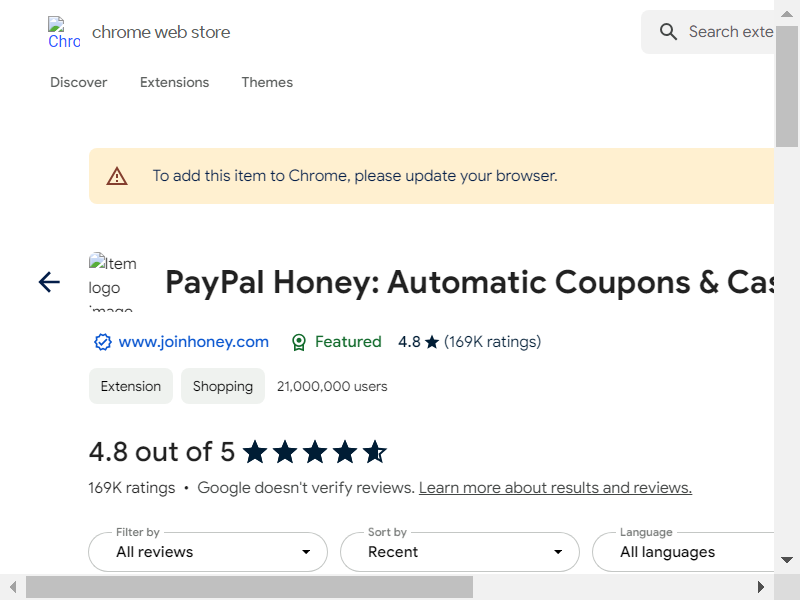 Chro
chrome web store
Search exte
Discover
Extensions
Themes
To add this item to Chrome, please update your browser.
Item
logo
image
PayPal Honey: Automatic Coupons & Cas
www.joinhoney.com
Featured
4.8 ★ (169K ratings)
Extension
Shopping
21,000,000 users
4.8 out of 5
169K ratings • Google doesn't verify reviews. Learn more about results and reviews.
Filter by
Sort by
Language
All reviews
Recent
All languages